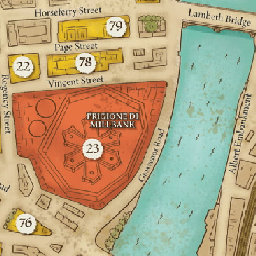 Horseferry Street
79
Lambeth Bridge
Page Street
22
78
Vincent Street
Regency Street
PRIGIONE DI
MILLBANK
23
Grosvenor Road
Albert Embankment
76